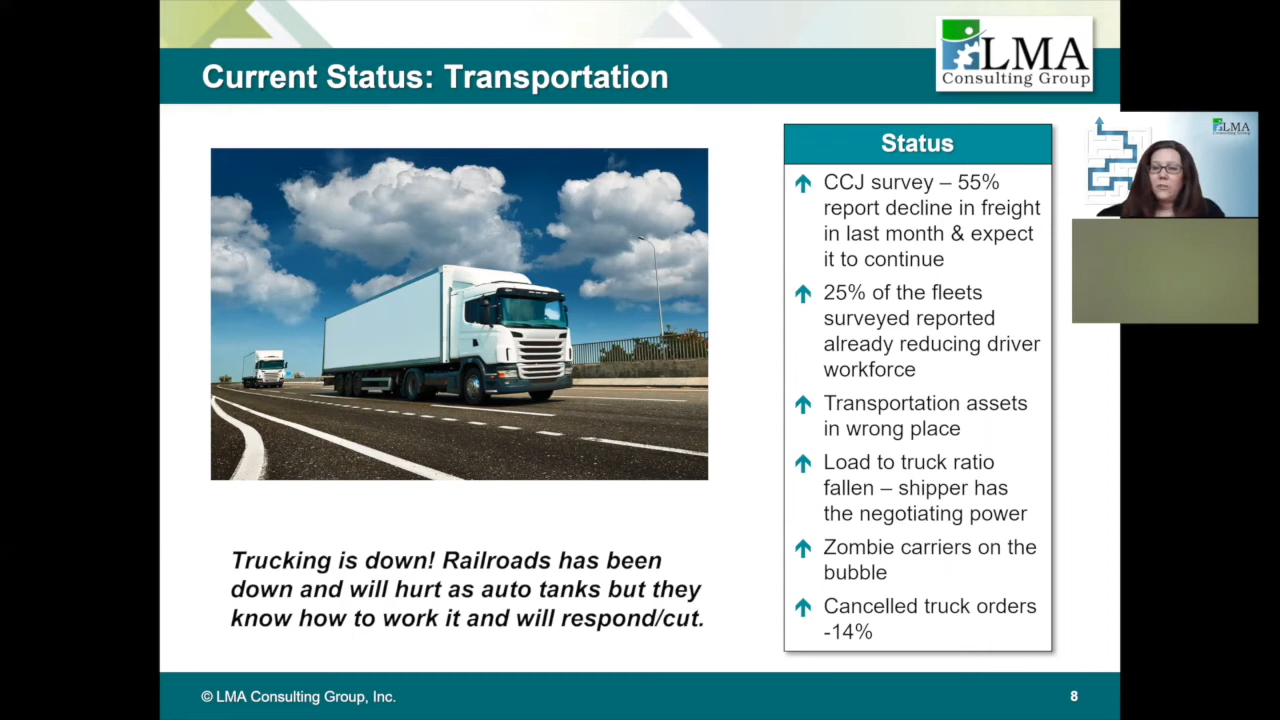 Current Status: Transportation
LMA
Consulting Group
Status
CCJ survey – 55%
report decline in freight
in last month & expect
it to continue
25% of the fleets
surveyed reported
already reducing driver
workforce
Transportation assets
in wrong place
Load to truck ratio
fallen – shipper has
the negotiating power
Zombie carriers on the
bubble
Cancelled truck orders
-14%
Trucking is down! Railroads has been
down and will hurt as auto tanks but they
know how to work it and will respond/cut.
© LMA Consulting Group, Inc.
8
LMA
Consulting Group